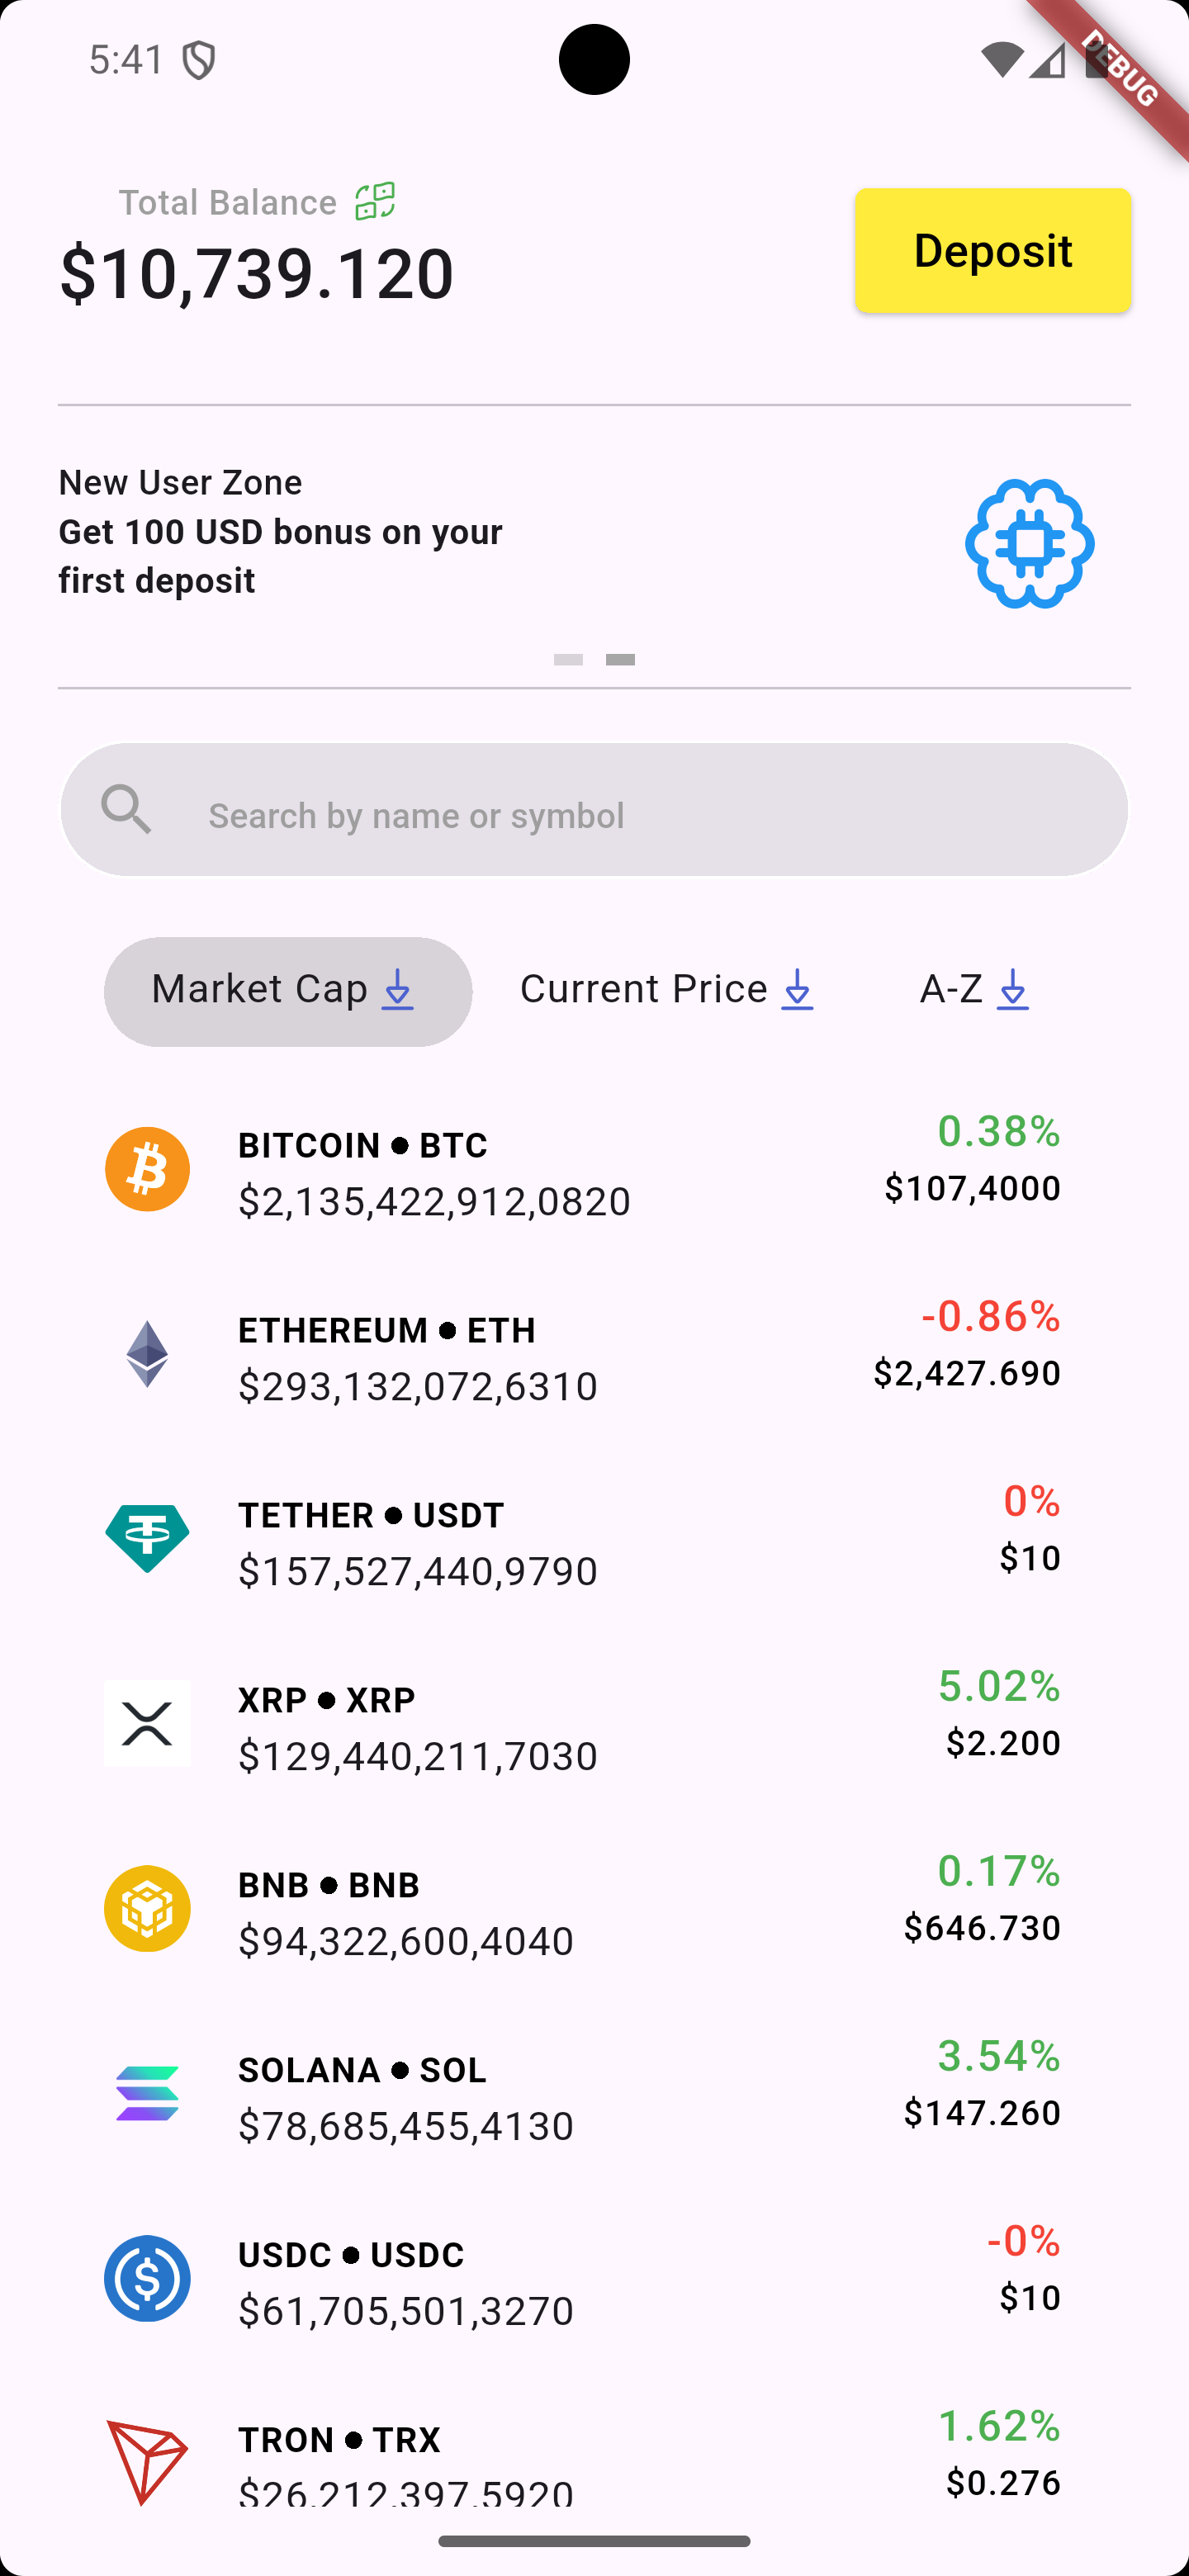 5:41
DEBUG
Total Balance
$10,739.120
Deposit
New User Zone
Get 100 USD bonus on your
first deposit
Search by name or symbol
Market Cap
Current Price
A-Z
BITCOIN ● BTC
0.38%
$2,135,422,912,0820
$107,4000
ETHEREUM ● ETH
-0.86%
$293,132,072,6310
$2,427.690
TETHER ● USDT
0%
$157,527,440,9790
$10
XRP ● XRP
5.02%
$129,440,211,7030
$2.200
BNB ● BNB
0.17%
$94,322,600,4040
$646.730
SOLANA ● SOL
3.54%
$78,685,455,4130
$147.260
USDC ● USDC
-0%
$61,705,501,3270
$10
TRON ● TRX
1.62%
$26,212,397,5920
$0.276